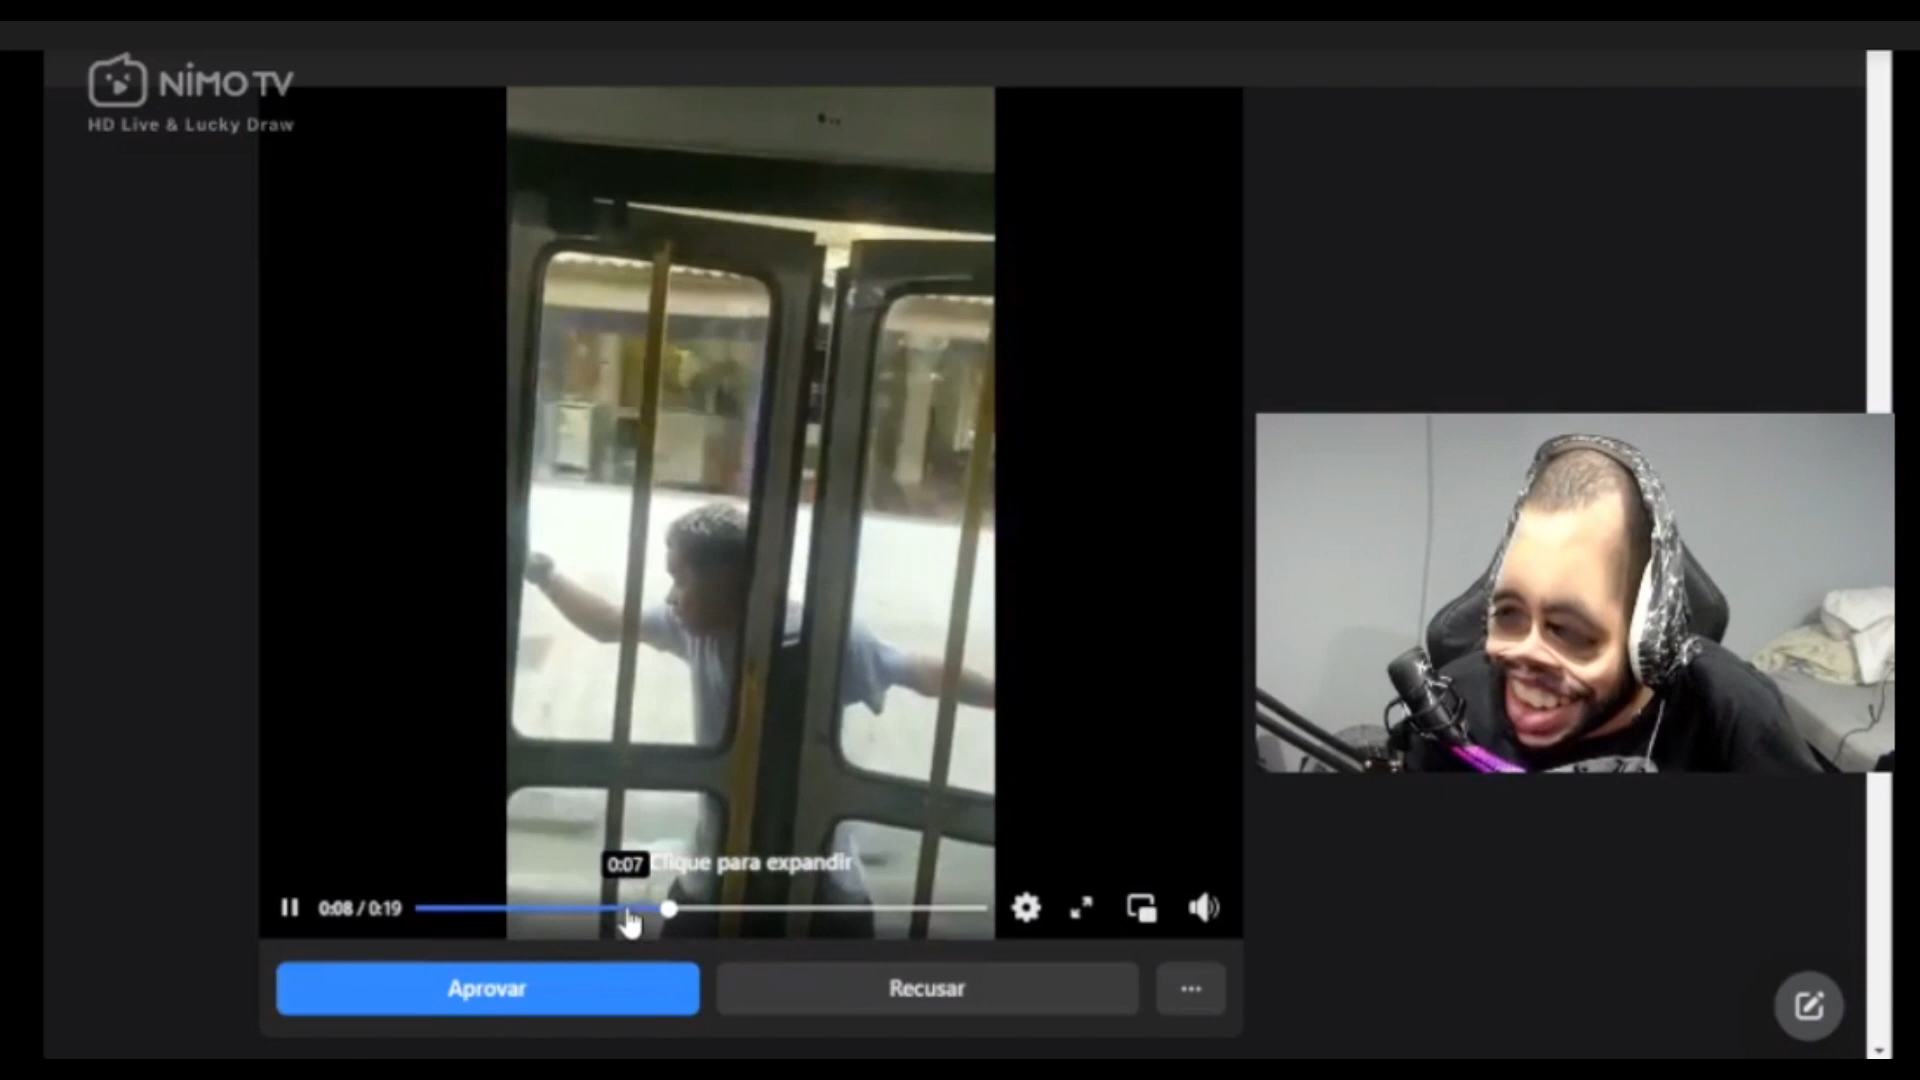 NIMO TV
HD Live & Lucky Draw
0:07
Clique para expandir
0:08 / 0:19
Aprovar
Recusar